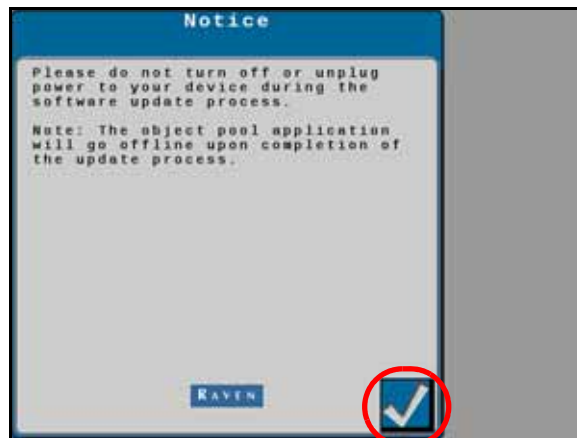 Notice
Please do not turn off or unplug
power to your device during the
software update process.
Note: The object pool application
will go offline upon completion of
the update process.
RAVEN